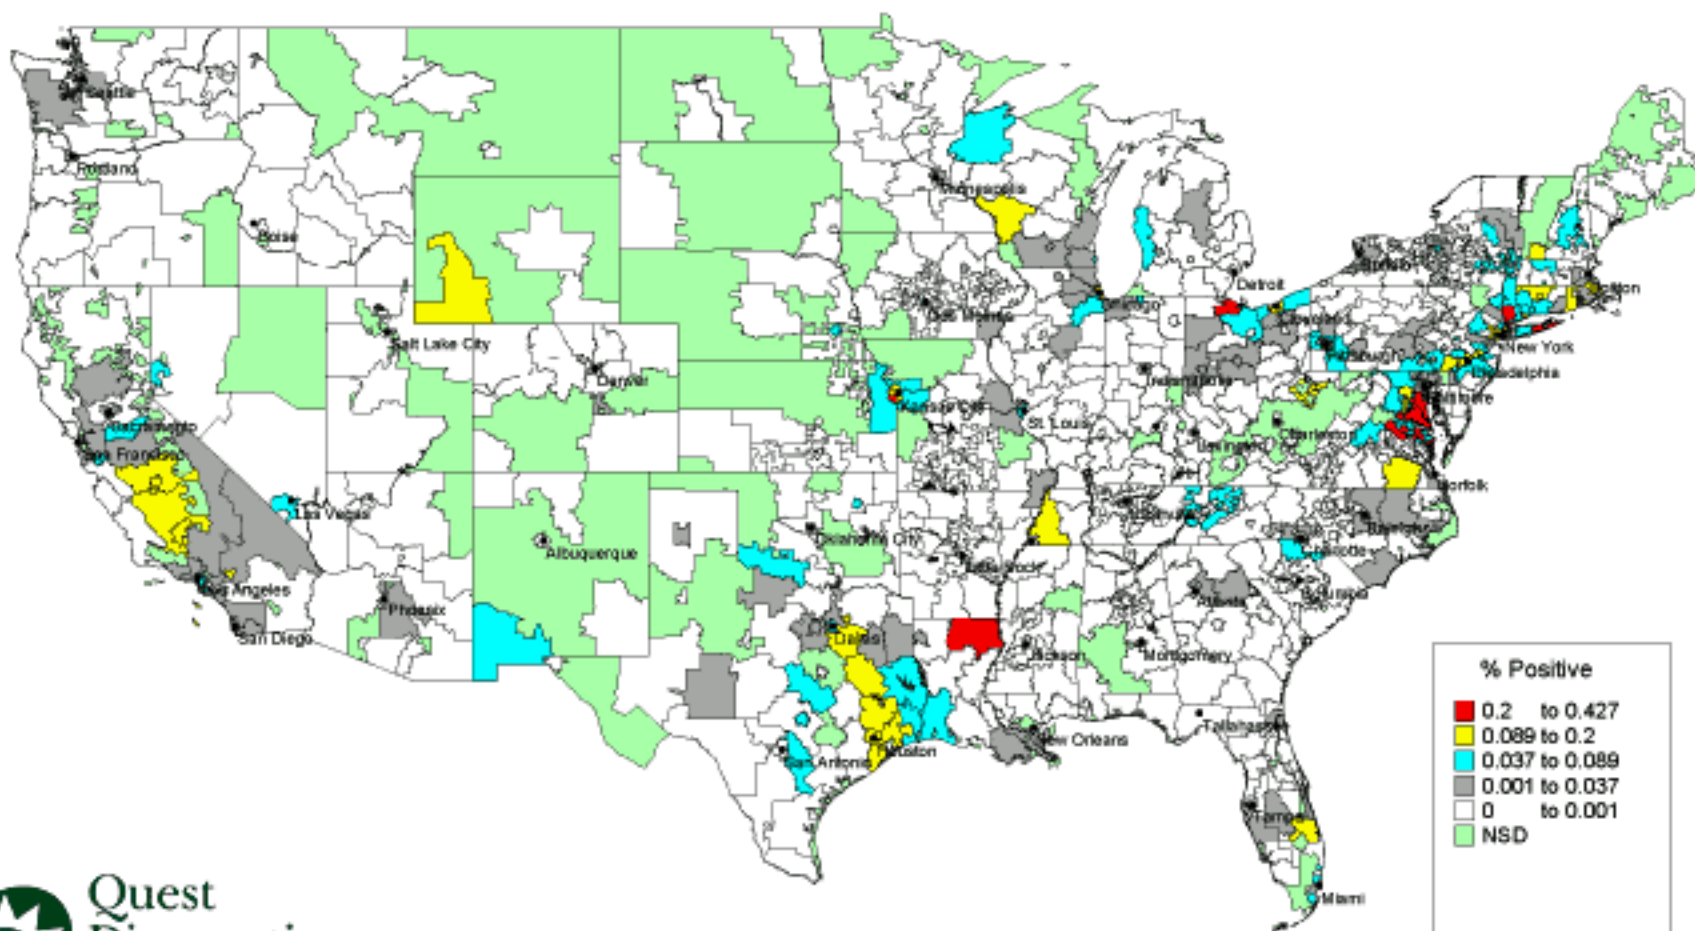 Seattle
Portland
Minneapolis
Boise
Detroit
Boston
Chicago
Des Moines
New York
Salt Lake City
Pittsburgh
Denver
Indianapolis
Philadelphia
Baltimore
Kansas City
St. Louis
Sacramento
Charleston
San Francisco
Norfolk
Las Vegas
Oklahoma City
Albuquerque
Charlotte
Little Rock
Los Angeles
Columbia
Phoenix
Atlanta
San Diego
Dallas
Jackson
Montgomery
Tallahassee
New Orleans
Houston
San Antonio
Tampa
Miami
% Positive
0.2 to 0.427
0.089 to 0.2
0.037 to 0.089
0.001 to 0.037
0 to 0.001
NSD
Quest